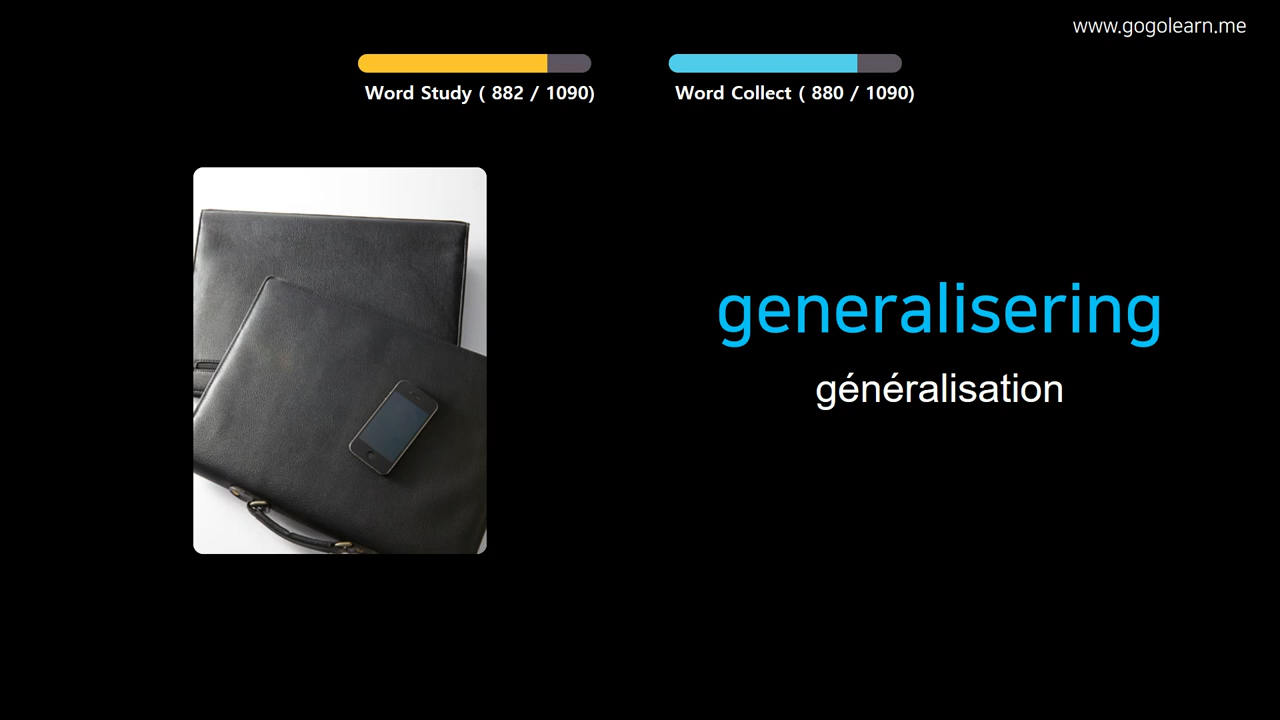 www.gogolearn.me
Word Study ( 882 / 1090)
Word Collect ( 880 / 1090)
generalisering
généralisation